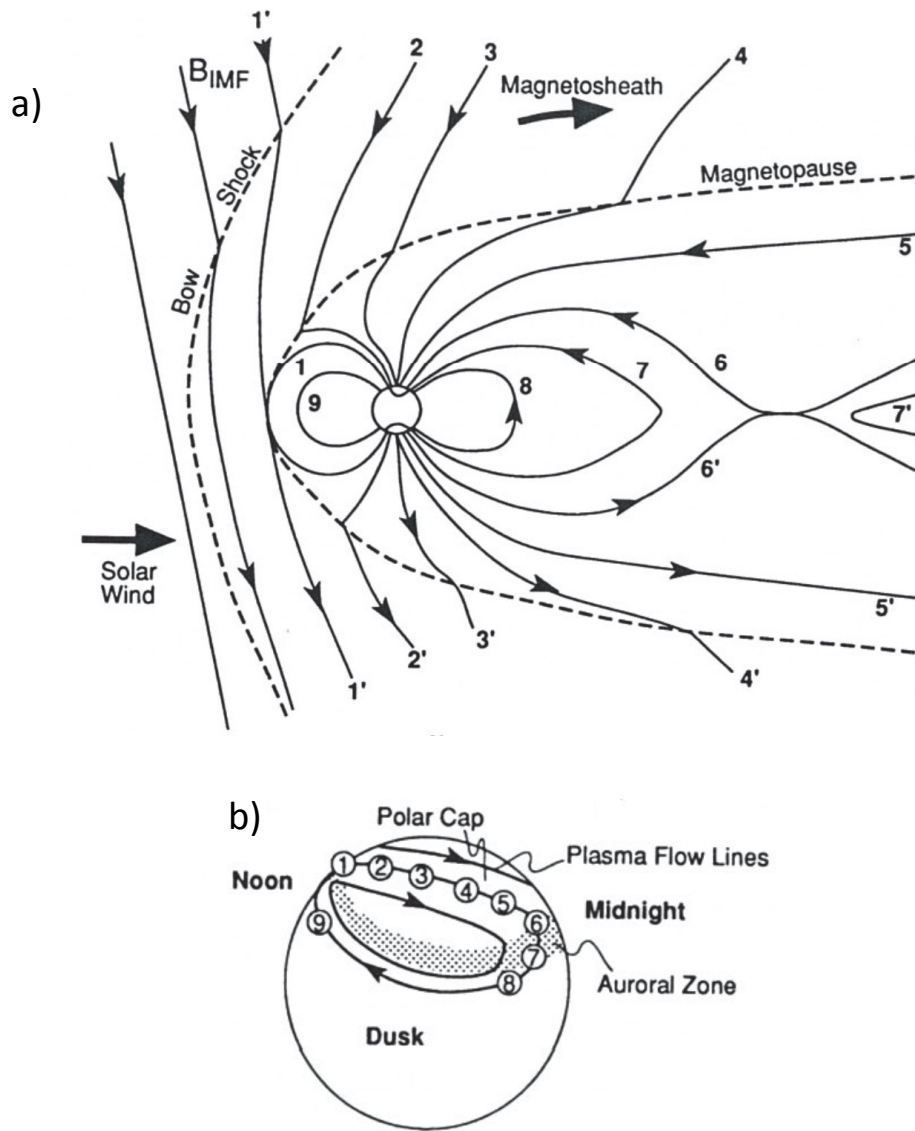 a)
1'
2
3
4
B_IMF
Magnetosheath
Shock
Magnetopause
Bow
5
1
9
8
7
6
7'
6'
Solar
Wind
5'
1'
2'
3'
4'
b)
Polar Cap
Plasma Flow Lines
Noon
1
2
3
4
5
6
Midnight
9
7
8
Auroral Zone
Dusk